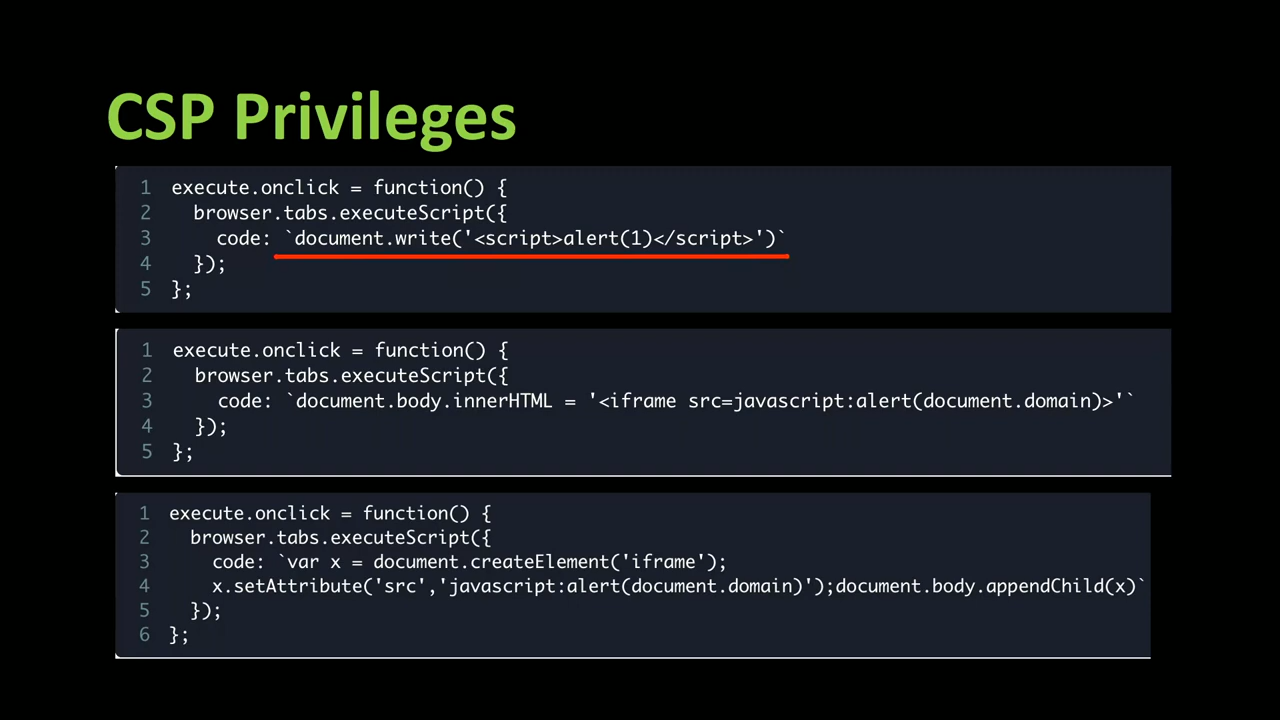 CSP Privileges
1 execute.onclick = function() {
2   browser.tabs.executeScript({
3     code: `document.write('<script>alert(1)</script>')`
4   });
5 };
1 execute.onclick = function() {
2   browser.tabs.executeScript({
3     code: `document.body.innerHTML = '<iframe src=javascript:alert(document.domain)>'`
4   });
5 };
1 execute.onclick = function() {
2   browser.tabs.executeScript({
3     code: `var x = document.createElement('iframe');
4     x.setAttribute('src','javascript:alert(document.domain)');document.body.appendChild(x)`
5   });
6 };